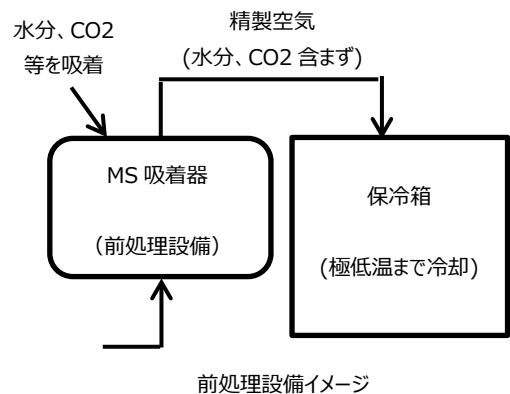 水分、CO2
等を吸着
精製空気
(水分、CO2 含まず)
MS 吸着器
(前処理設備)
保冷箱
(極低温まで冷却)
前処理設備イメージ